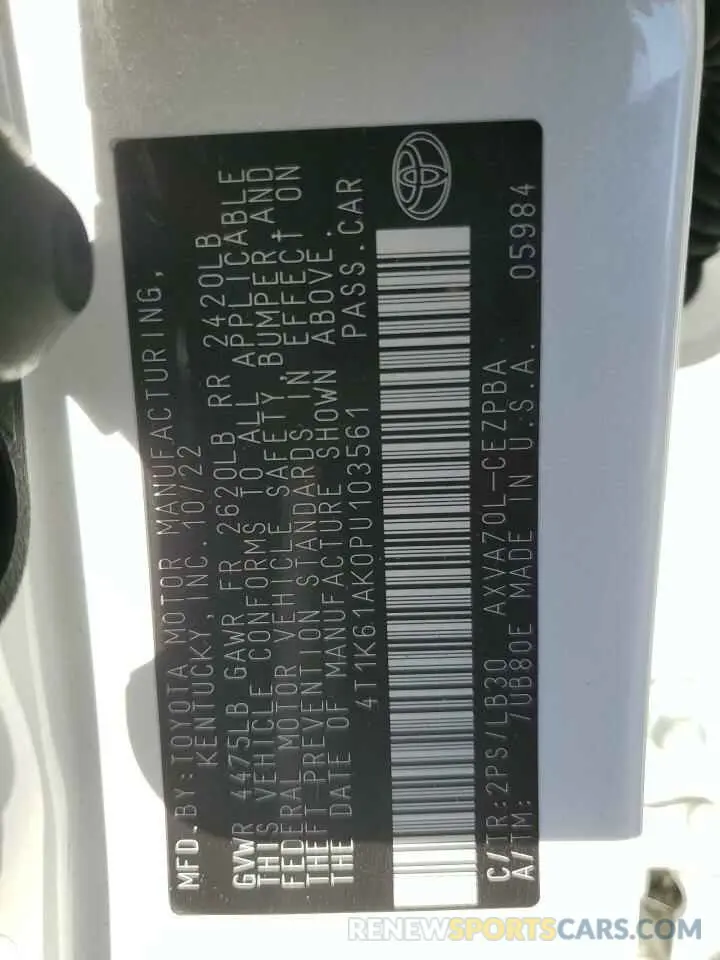 MFD.BY:TOYOTA MOTOR MANUFACTURING,
KENTUCKY, INC. 10/22
GVWR 4475LB GAWR FR 2620LB RR 2420LB
THIS VEHICLE CONFORMS TO ALL APPLICABLE
FEDERAL MOTOR VEHICLE SAFETY, BUMPER, AND
THEFT PREVENTION STANDARDS IN EFFECT ON
THE DATE OF MANUFACTURE SHOWN ABOVE.
4T1K61AK0PU103561 PASS.CAR
C/TR:2PS/LB30 AXVA70L-CEZPBA 05984
A/TM: 7UB80E MADE IN U.S.A.
RENEWSPORTSCARS.COM